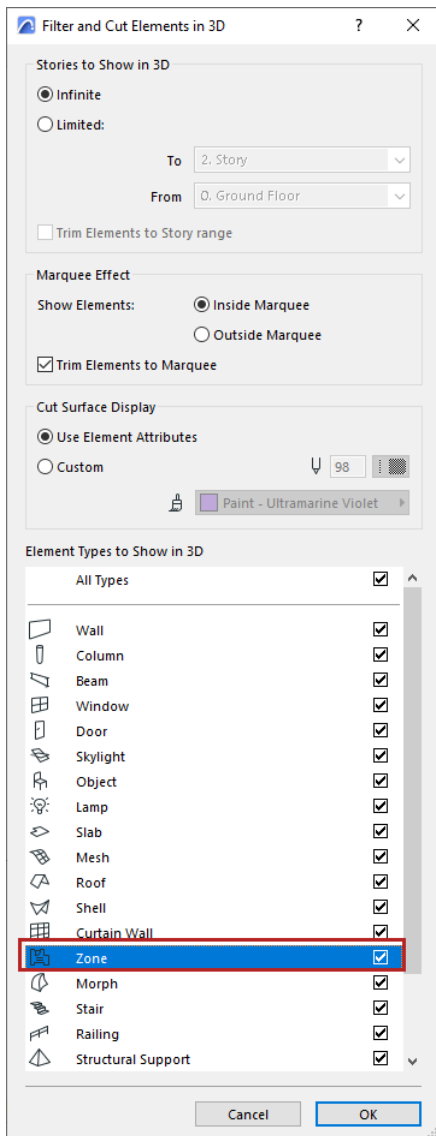 Filter and Cut Elements in 3D ? ×
Stories to Show in 3D
Infinite
Limited:
To 2. Story
From 0. Ground Floor
Trim Elements to Story range
Marquee Effect
Show Elements: Inside Marquee
Outside Marquee
Trim Elements to Marquee
Cut Surface Display
Use Element Attributes
Custom 98
Paint - Ultramarine Violet
Element Types to Show in 3D
All Types
Wall
Column
Beam
Window
Door
Skylight
Object
Lamp
Slab
Mesh
Roof
Shell
Curtain Wall
Zone
Morph
Stair
Railing
Structural Support
Cancel OK